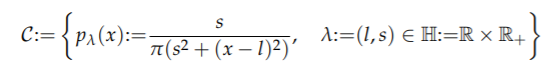 𝒞 := { p_λ(x) := s / (π(s² + (x − l)²)), λ := (l, s) ∈ ℍ := ℝ × ℝ₊ }